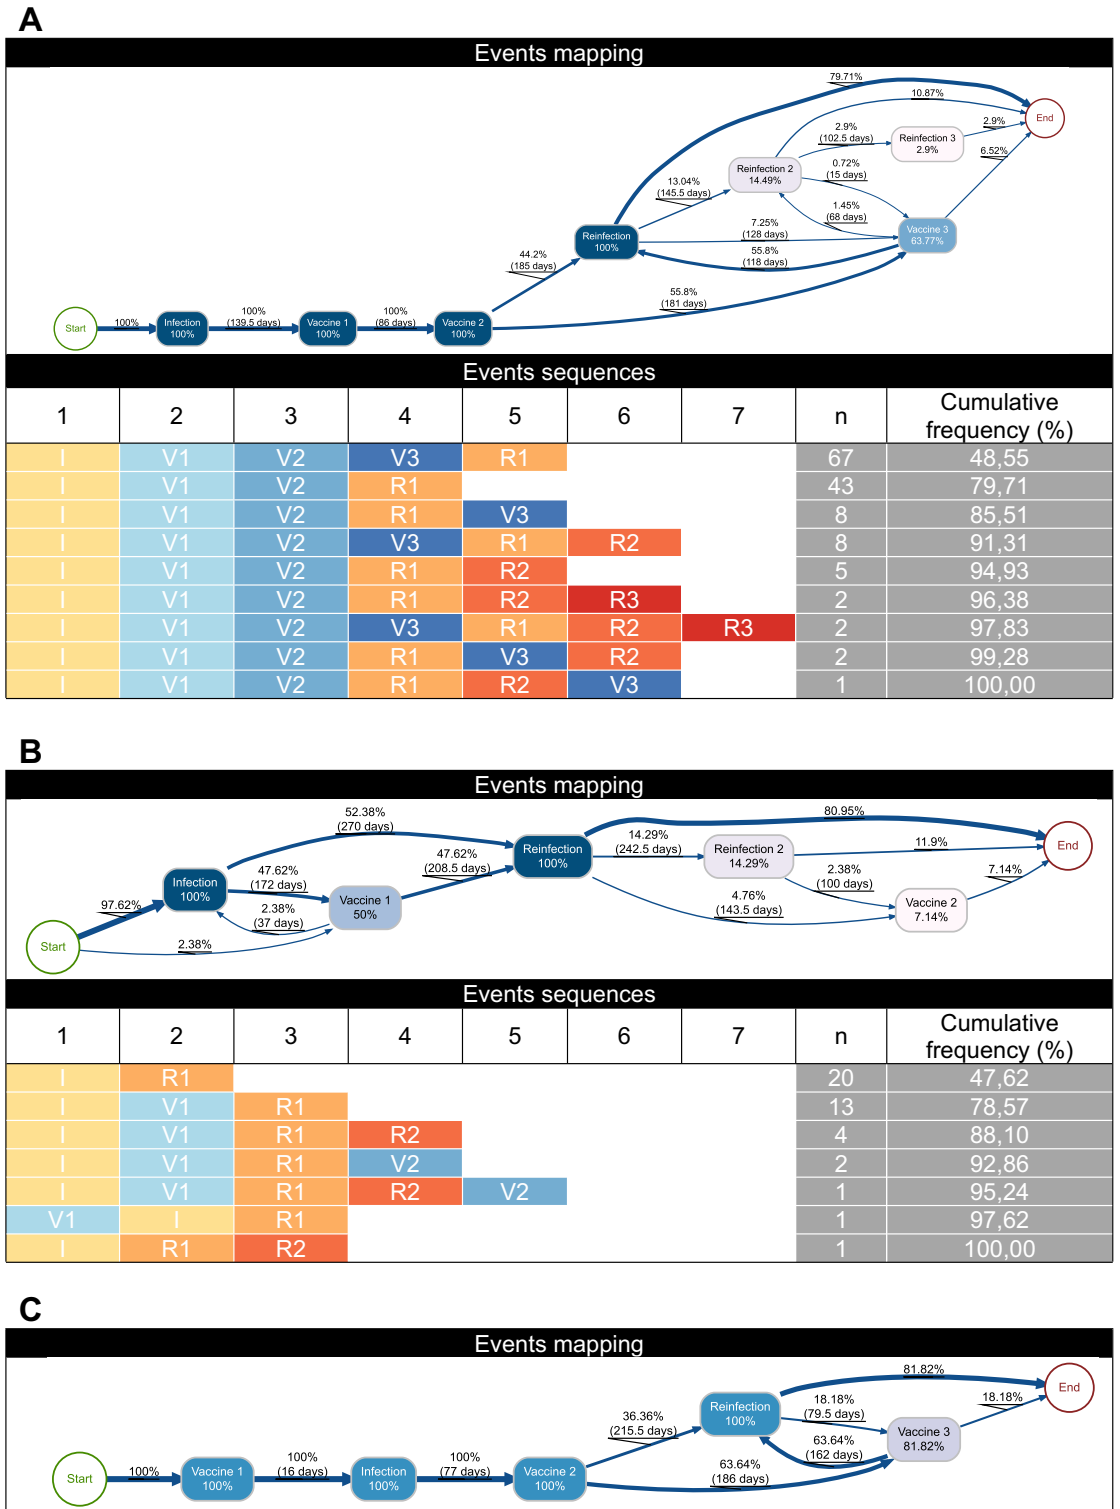 A
Events mapping
79.71%
10.87%
End
2.9%
(102.5 days)
Reinfection 3
2.9%
2.9%
6.52%
Reinfection 2
14.49%
0.72%
(15 days)
13.04%
(145.5 days)
1.45%
(68 days)
7.25%
(128 days)
Vaccine 3
63.77%
Reinfection
100%
55.8%
(118 days)
44.2%
(185 days)
55.8%
(181 days)
Start
100%
Infection
100%
100%
(139.5 days)
Vaccine 1
100%
100%
(86 days)
Vaccine 2
100%
Events sequences
1 2 3 4 5 6 7 n Cumulative
frequency (%)
I V1 V2 V3 R1 67 48,55
I V1 V2 R1 43 79,71
I V1 V2 R1 V3 8 85,51
I V1 V2 V3 R1 R2 8 91,31
I V1 V2 R1 R2 5 94,93
I V1 V2 R1 R2 R3 2 96,38
I V1 V2 V3 R1 R2 R3 2 97,83
I V1 V2 R1 V3 R2 2 99,28
I V1 V2 R1 R2 V3 1 100,00
B
Events mapping
52.38%
(270 days)
80.95%
Reinfection
100%
14.29%
(242.5 days)
Reinfection 2
14.29%
11.9%
End
47.62%
(208.5 days)
47.62%
(172 days)
Infection
100%
2.38%
(100 days)
7.14%
Vaccine 1
50%
4.76%
(143.5 days)
Vaccine 2
7.14%
97.62%
2.38%
(37 days)
Start
2.38%
Events sequences
1 2 3 4 5 6 7 n Cumulative
frequency (%)
I R1 20 47,62
I V1 R1 13 78,57
I V1 R1 R2 4 88,10
I V1 R1 V2 2 92,86
I V1 R1 R2 V2 1 95,24
V1 I R1 1 97,62
I R1 R2 1 100,00
C
Events mapping
81.82%
End
Reinfection
100%
18.18%
(79.5 days)
18.18%
36.36%
(215.5 days)
Vaccine 3
81.82%
63.64%
(162 days)
63.64%
(186 days)
Start
100%
Vaccine 1
100%
100%
(16 days)
Infection
100%
100%
(77 days)
Vaccine 2
100%